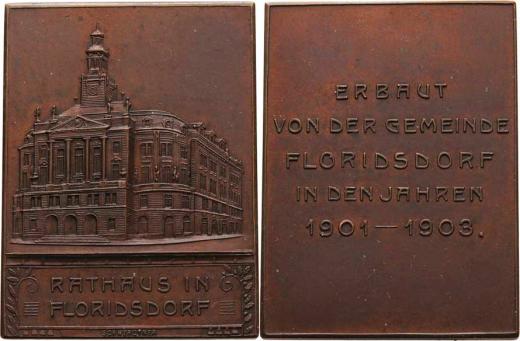 RATHAUS IN
FLORIDSDORF
ERBAUT
VON DER GEMEINDE
FLORIDSDORF
IN DEN JAHREN
1901 — 1903.